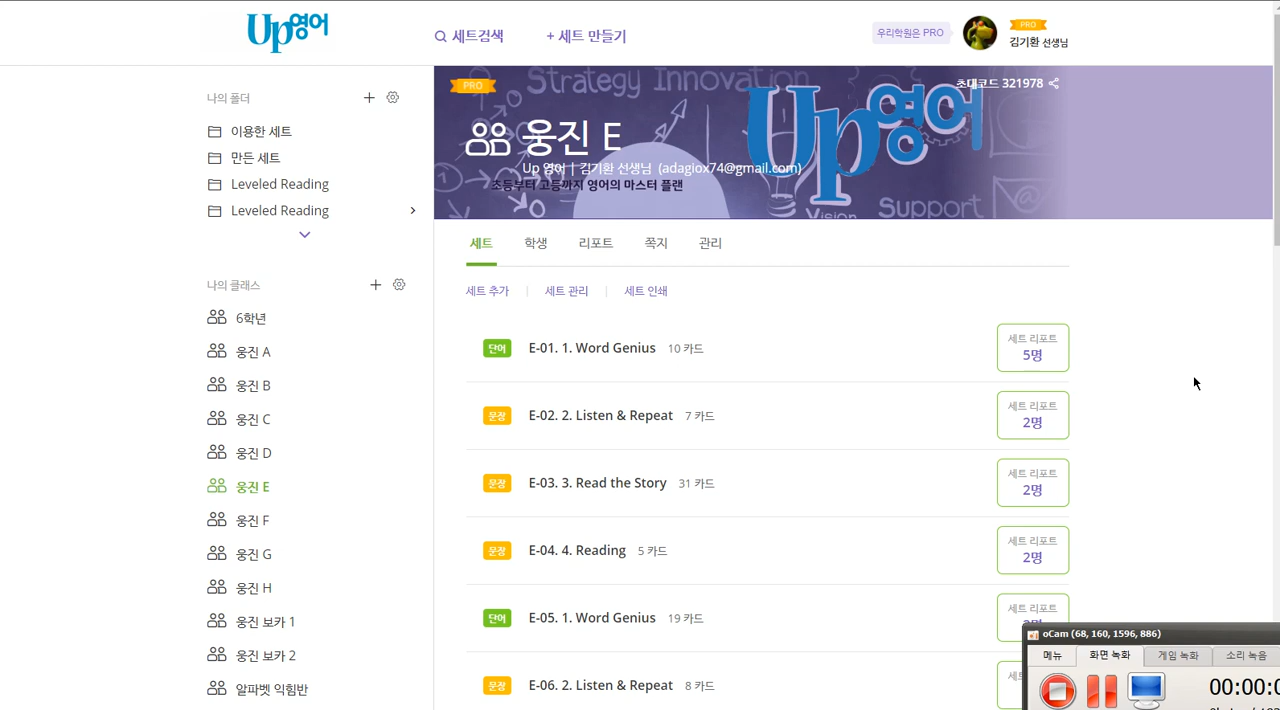 Up영어
세트검색
+ 세트 만들기
우리학원은 PRO
PRO
김기환 선생님
나의 폴더
이용한 세트
만든 세트
Leveled Reading
Leveled Reading
나의 클래스
6학년
웅진 A
웅진 B
웅진 C
웅진 D
웅진 E
웅진 F
웅진 G
웅진 H
웅진 보카 1
웅진 보카 2
알파벳 익힘반
PRO
Strategy Innovation
초대코드 321978
Up영어
웅진 E
Up 영어 | 김기환 선생님 (adagiox74@gmail.com)
초등부터 고등까지 영어의 마스터 플랜
Vision
Support
세트
학생
리포트
쪽지
관리
세트 추가
세트 관리
세트 인쇄
단어 E-01. 1. Word Genius 10 카드
세트 리포트
5명
문장 E-02. 2. Listen & Repeat 7 카드
세트 리포트
2명
문장 E-03. 3. Read the Story 31 카드
세트 리포트
2명
문장 E-04. 4. Reading 5 카드
세트 리포트
2명
단어 E-05. 1. Word Genius 19 카드
세트 리포트
문장 E-06. 2. Listen & Repeat 8 카드
oCam (68, 160, 1596, 886)
메뉴
화면 녹화
게임 녹화
소리 녹음
00:00:0